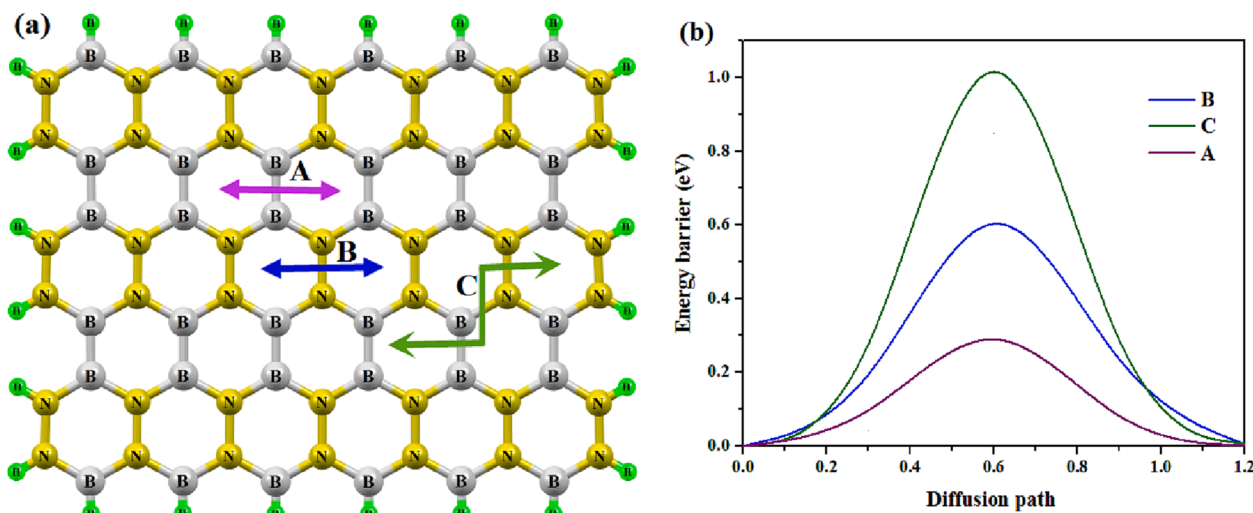 (a)
B B B B B B
N N N N N N N
N N N N N N N
B B B B B B
A
B B B B B B
N N N N N N N
B
C
N N N N N N N
B B B B B B
B B B B B B
N N N N N N N
N N N N N N N
B B B B B B
(b)
Energy barrier (eV)
1.0
0.8
0.6
0.4
0.2
0.0
B
C
A
0.0 0.2 0.4 0.6 0.8 1.0 1.2
Diffusion path